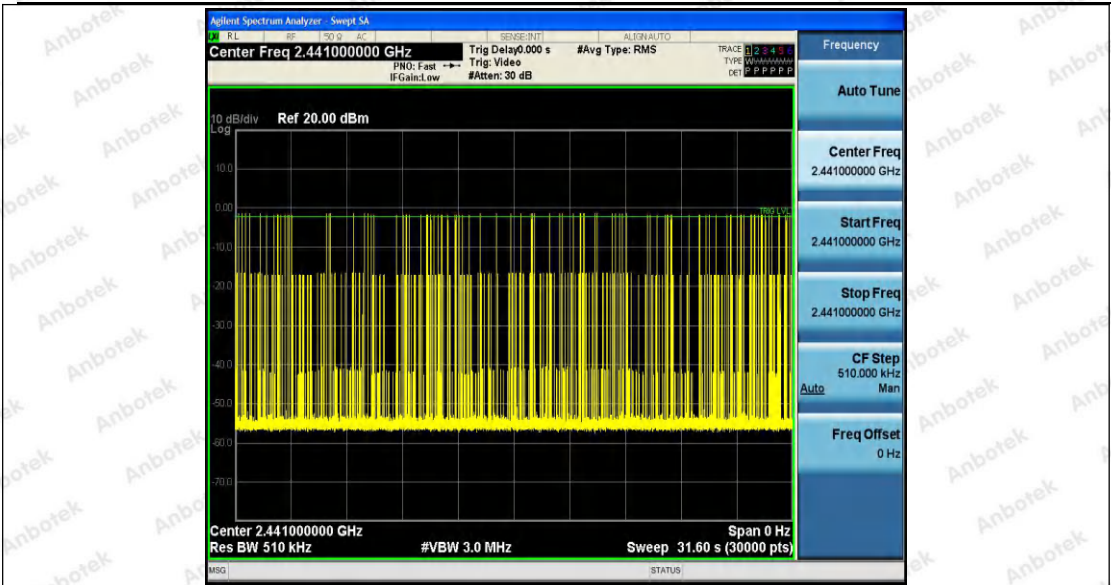 Agilent Spectrum Analyzer - Swept SA
RL RF 50 Ω AC SENSE:INT ALIGNAUTO
Center Freq 2.441000000 GHz
PNO: Fast
IFGain:Low
Trig Delay0.000 s
Trig: Video
#Atten: 30 dB
#Avg Type: RMS
TRACE 1 2 3 4 5 6
TYPE WWWWWW
DET P P P P P P
10 dB/div Ref 20.00 dBm
Log
10.0
0.00
TRIG LVL
-10.0
-20.0
-30.0
-40.0
-50.0
-60.0
-70.0
Center 2.441000000 GHz Span 0 Hz
Res BW 510 kHz #VBW 3.0 MHz Sweep 31.60 s (30000 pts)
MSG STATUS
Frequency
Auto Tune
Center Freq
2.441000000 GHz
Start Freq
2.441000000 GHz
Stop Freq
2.441000000 GHz
CF Step
510.000 kHz
Auto Man
Freq Offset
0 Hz
Anbotek